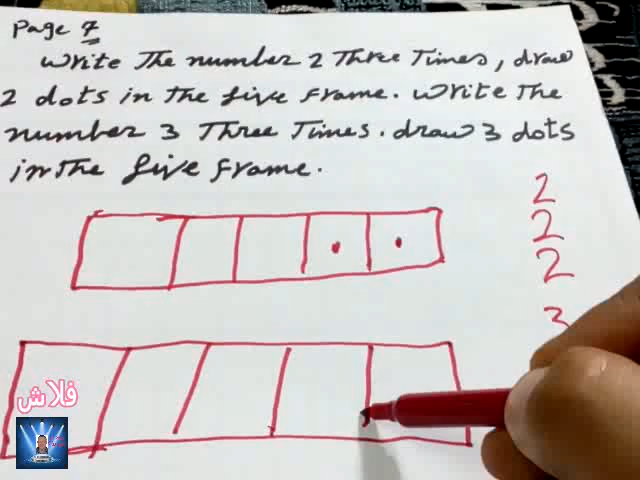 Page 7
Write The number 2 Three Times, draw
2 dots in the five frame. Write the
number 3 Three Times. draw 3 dots
in the five frame.
2
2
2
3
فلاش